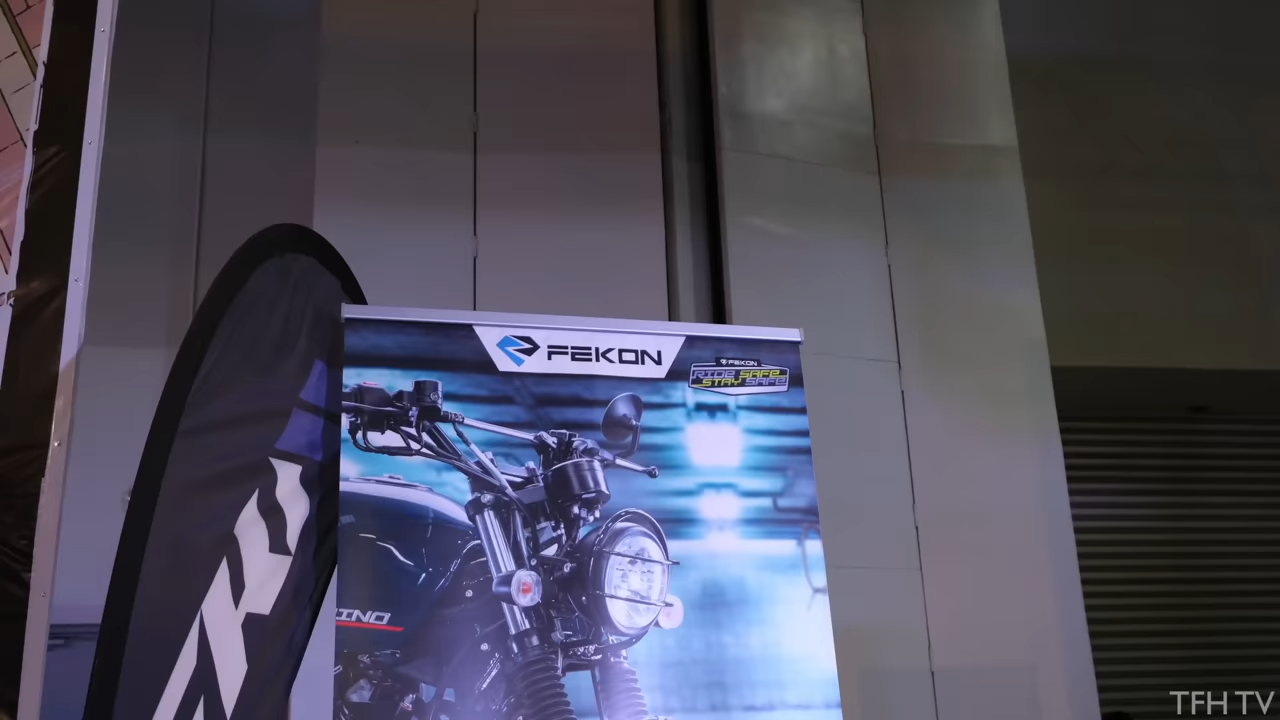 FEKON
FEKON
RIDE SAFE
STAY SAFE
INO
TFH TV